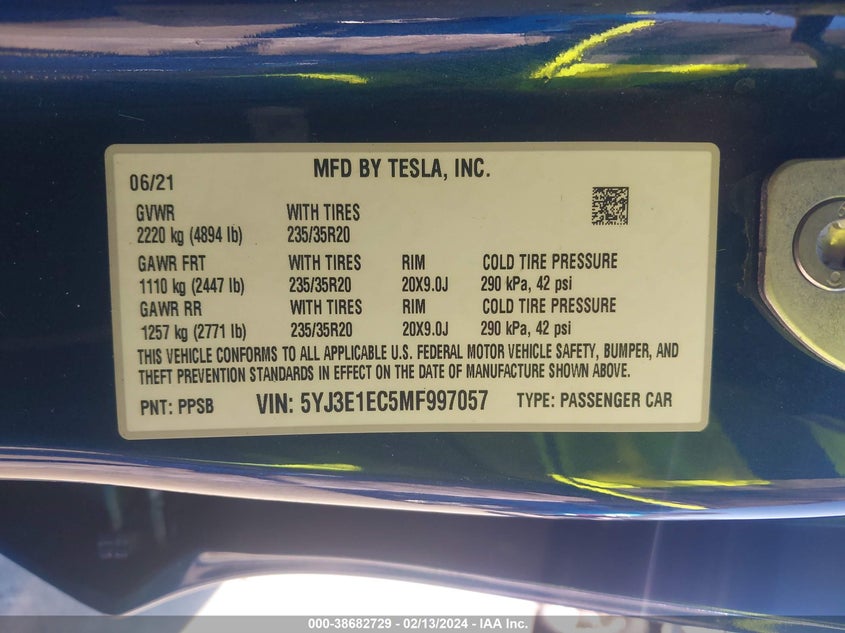 06/21 MFD BY TESLA, INC.
GVWR WITH TIRES
2220 kg (4894 lb) 235/35R20
GAWR FRT WITH TIRES RIM COLD TIRE PRESSURE
1110 kg (2447 lb) 235/35R20 20X9.0J 290 kPa, 42 psi
GAWR RR WITH TIRES RIM COLD TIRE PRESSURE
1257 kg (2771 lb) 235/35R20 20X9.0J 290 kPa, 42 psi
THIS VEHICLE CONFORMS TO ALL APPLICABLE U.S. FEDERAL MOTOR VEHICLE SAFETY, BUMPER, AND
THEFT PREVENTION STANDARDS IN EFFECT ON THE DATE OF MANUFACTURE SHOWN ABOVE.
PNT: PPSB VIN: 5YJ3E1EC5MF997057 TYPE: PASSENGER CAR
000-38682729 - 02/13/2024 - IAA Inc.